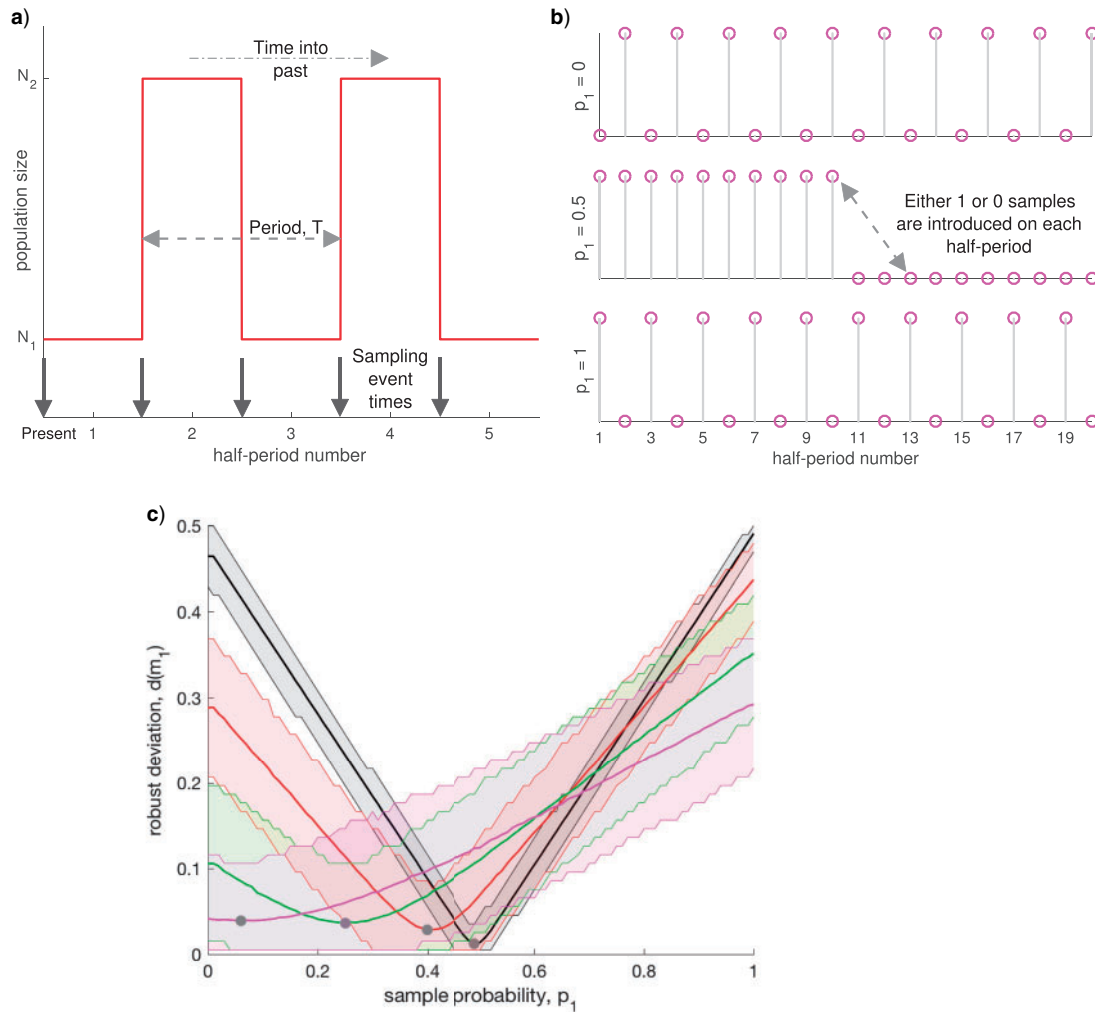 a)
Time into
past
N2
population size
Period, T
N1
Sampling
event
times
Present 1 2 3 4 5
half-period number
b)
p1 = 0
p1 = 0.5
Either 1 or 0 samples
are introduced on each
half-period
p1 = 1
1 3 5 7 9 11 13 15 17 19
half-period number
c)
0.5
0.4
0.3
0.2
0.1
0
robust deviation, d(m1)
0 0.2 0.4 0.6 0.8 1
sample probability, p1